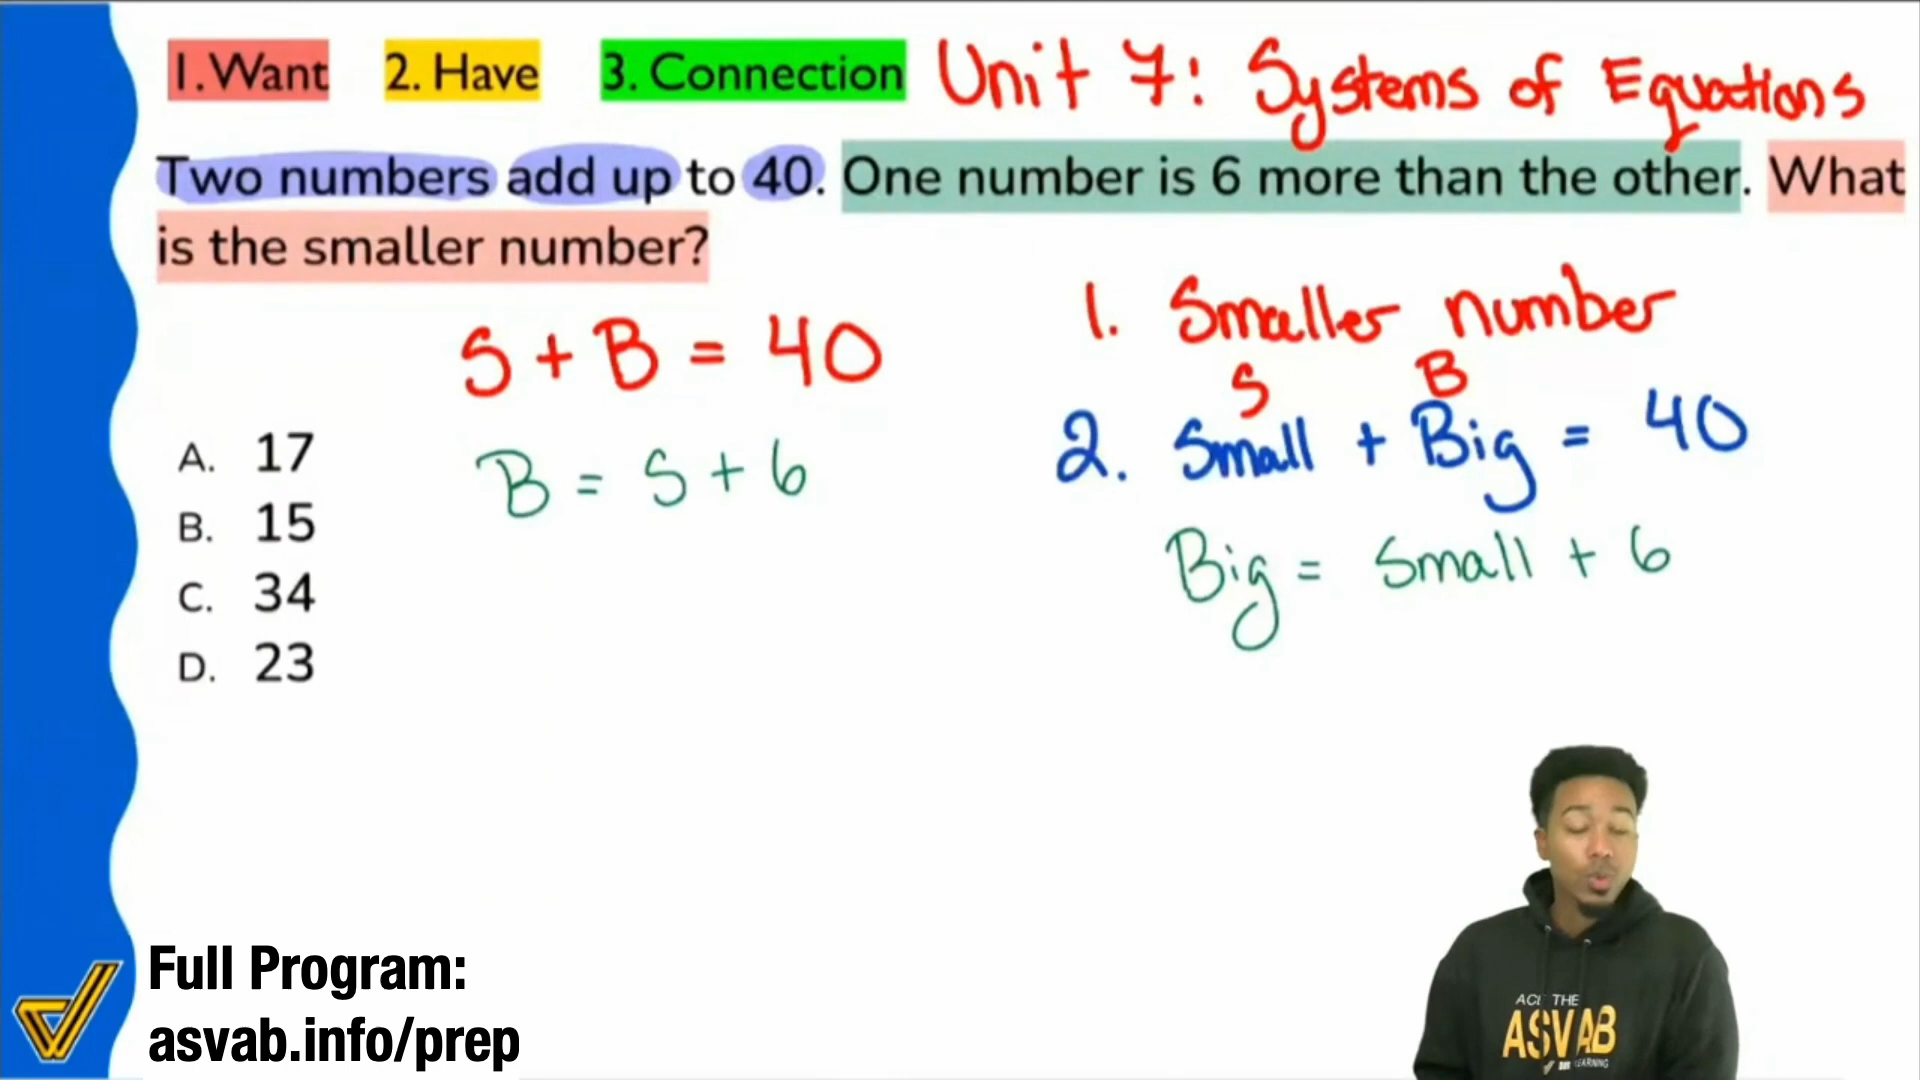 1. Want 2. Have 3. Connection Unit 7: Systems of Equations
Two numbers add up to 40. One number is 6 more than the other. What
is the smaller number?
S + B = 40
B = S + 6
A. 17
B. 15
C. 34
D. 23
1. Smaller number
S B
2. Small + Big = 40
Big = Small + 6
Full Program:
asvab.info/prep
ACE THE
ASVAB
LEARNING